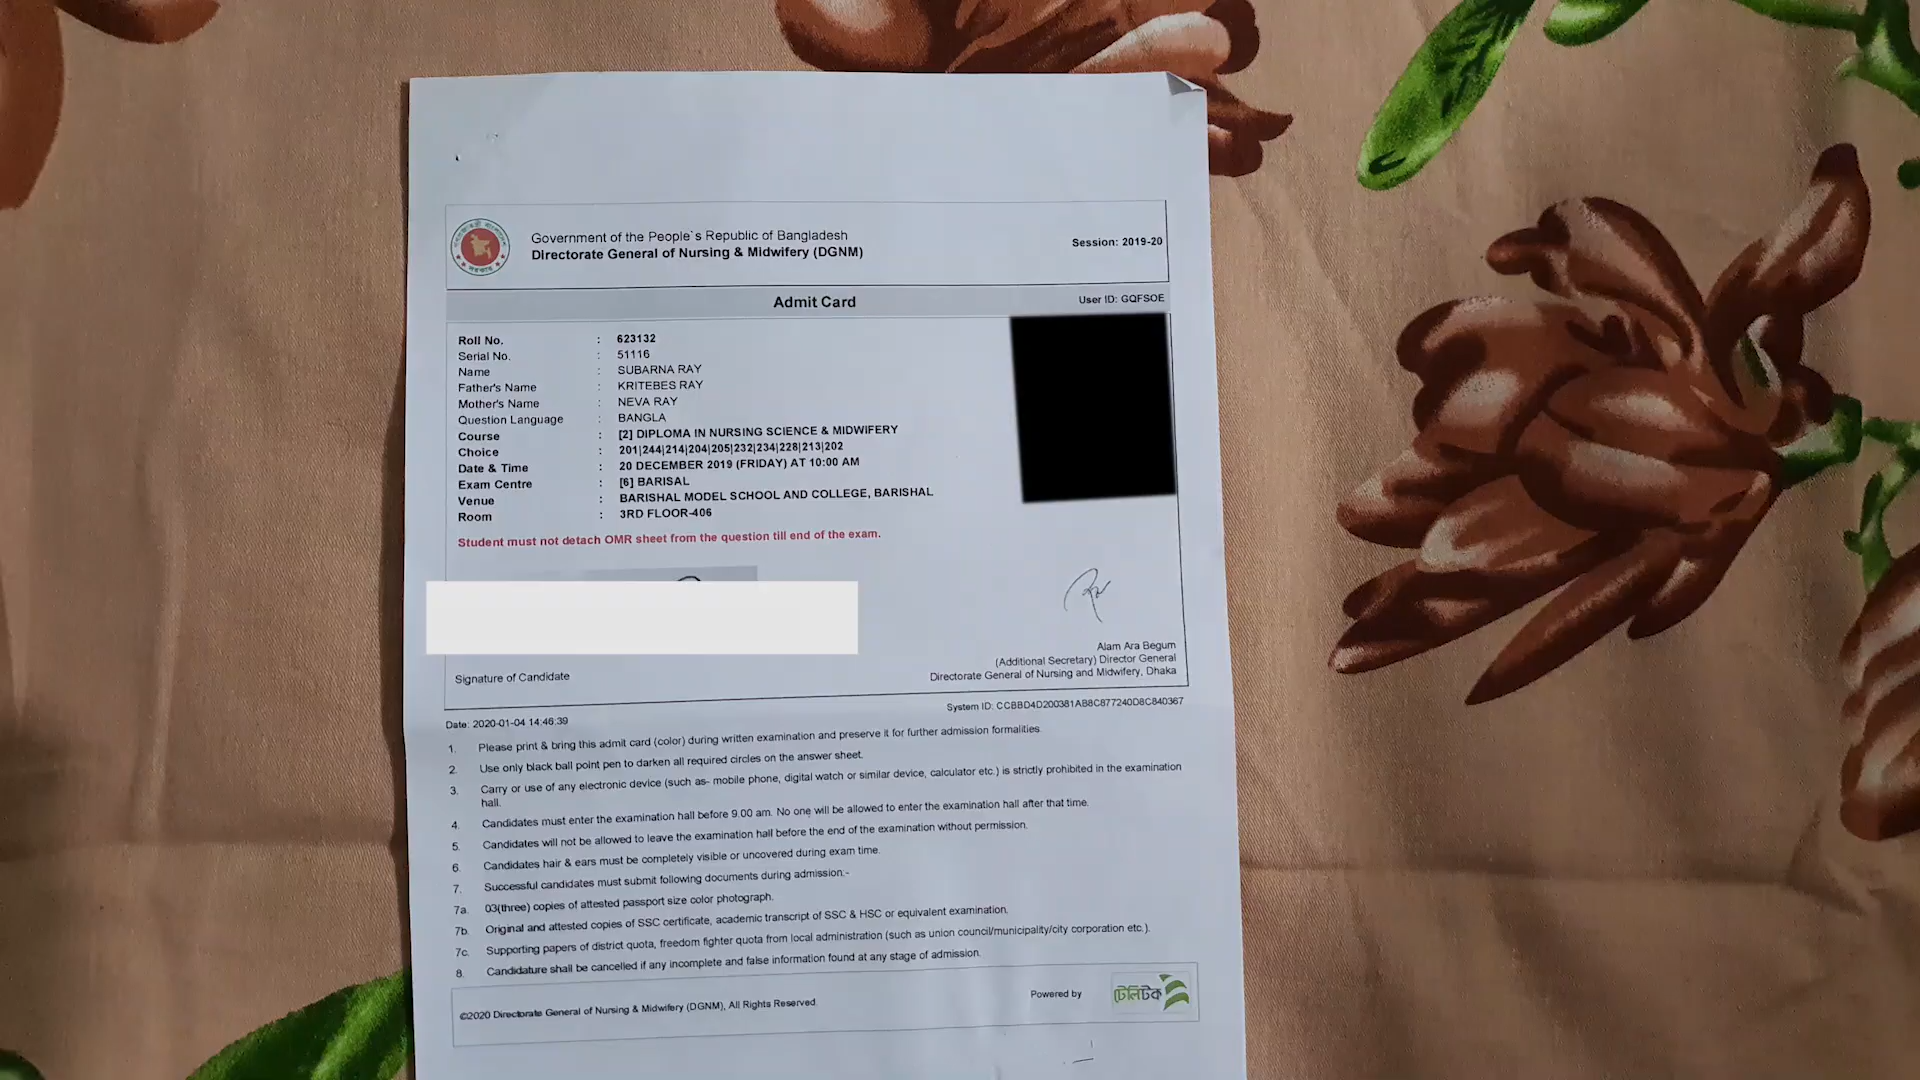 Government of the People`s Republic of Bangladesh
Directorate General of Nursing & Midwifery (DGNM)
Session: 2019-20
Admit Card
User ID: GQFSOE
Roll No. : 623132
Serial No. : 51116
Name : SUBARNA RAY
Father's Name : KRITEBES RAY
Mother's Name : NEVA RAY
Question Language : BANGLA
Course : [2] DIPLOMA IN NURSING SCIENCE & MIDWIFERY
Choice : 201|244|214|204|205|232|234|228|213|202
Date & Time : 20 DECEMBER 2019 (FRIDAY) AT 10:00 AM
Exam Centre : [6] BARISAL
Venue : BARISHAL MODEL SCHOOL AND COLLEGE, BARISHAL
Room : 3RD FLOOR-406
Student must not detach OMR sheet from the question till end of the exam.
Signature of Candidate
Alam Ara Begum
(Additional Secretary) Director General
Directorate General of Nursing and Midwifery, Dhaka
System ID: CCBBD4D200381AB8C877240D8C840367
Date: 2020-01-04 14:46:39
1. Please print & bring this admit card (color) during written examination and preserve it for further admission formalities.
2. Use only black ball point pen to darken all required circles on the answer sheet.
3. Carry or use of any electronic device (such as- mobile phone, digital watch or similar device, calculator etc.) is strictly prohibited in the examination
hall.
4. Candidates must enter the examination hall before 9.00 am. No one will be allowed to enter the examination hall after that time.
5. Candidates will not be allowed to leave the examination hall before the end of the examination without permission.
6. Candidates hair & ears must be completely visible or uncovered during exam time.
7. Successful candidates must submit following documents during admission:-
7a. 03(three) copies of attested passport size color photograph.
7b. Original and attested copies of SSC certificate, academic transcript of SSC & HSC or equivalent examination.
7c. Supporting papers of district quota, freedom fighter quota from local administration (such as union council/municipality/city corporation etc.).
8. Candidature shall be cancelled if any incomplete and false information found at any stage of admission.
©2020 Directorate General of Nursing & Midwifery (DGNM), All Rights Reserved.
Powered by
টেলিটক